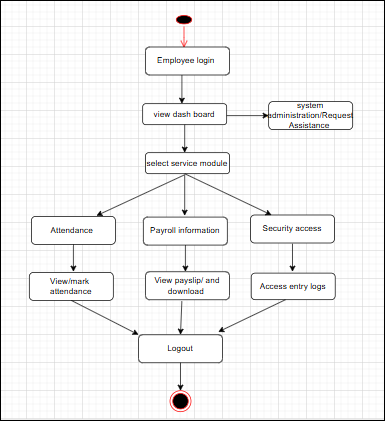 Employee login
view dash board
system
administration/Request
Assistance
select service module
Attendance
Payroll information
Security access
View/mark
attendance
View payslip/ and
download
Access entry logs
Logout